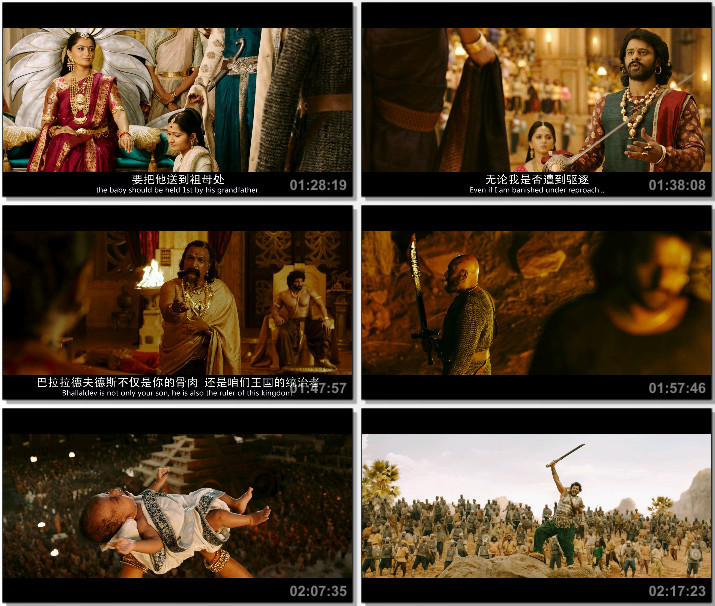 要把他送到祖母处
the baby should be held 1st by his grandfather.
01:28:19
无论我是否遭到驱逐
Even if I am banished under reproach...
01:38:08
巴拉拉德夫德斯不仅是你的骨肉 还是咱们王国的统治者
Bhallaldev is not only your son, he is also the ruler of this kingdom
01:47:57
01:57:46
02:07:35
02:17:23